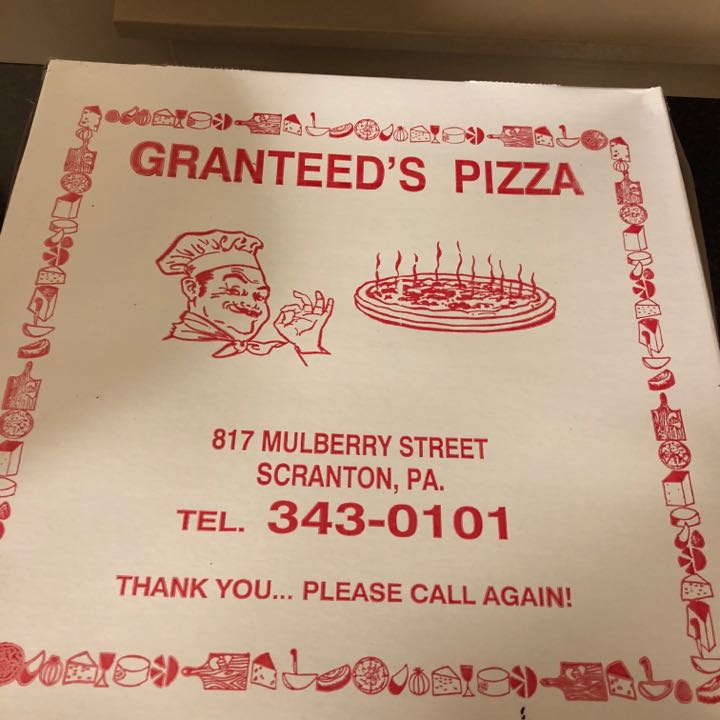 GRANTEED'S PIZZA
817 MULBERRY STREET
SCRANTON, PA.
TEL. 343-0101
THANK YOU... PLEASE CALL AGAIN!